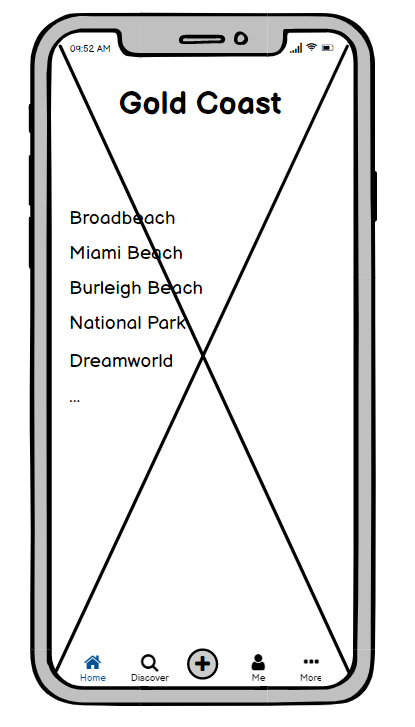 09:52 AM
Gold Coast
Broadbeach
Miami Beach
Burleigh Beach
National Park
Dreamworld
...
Home Discover Me More